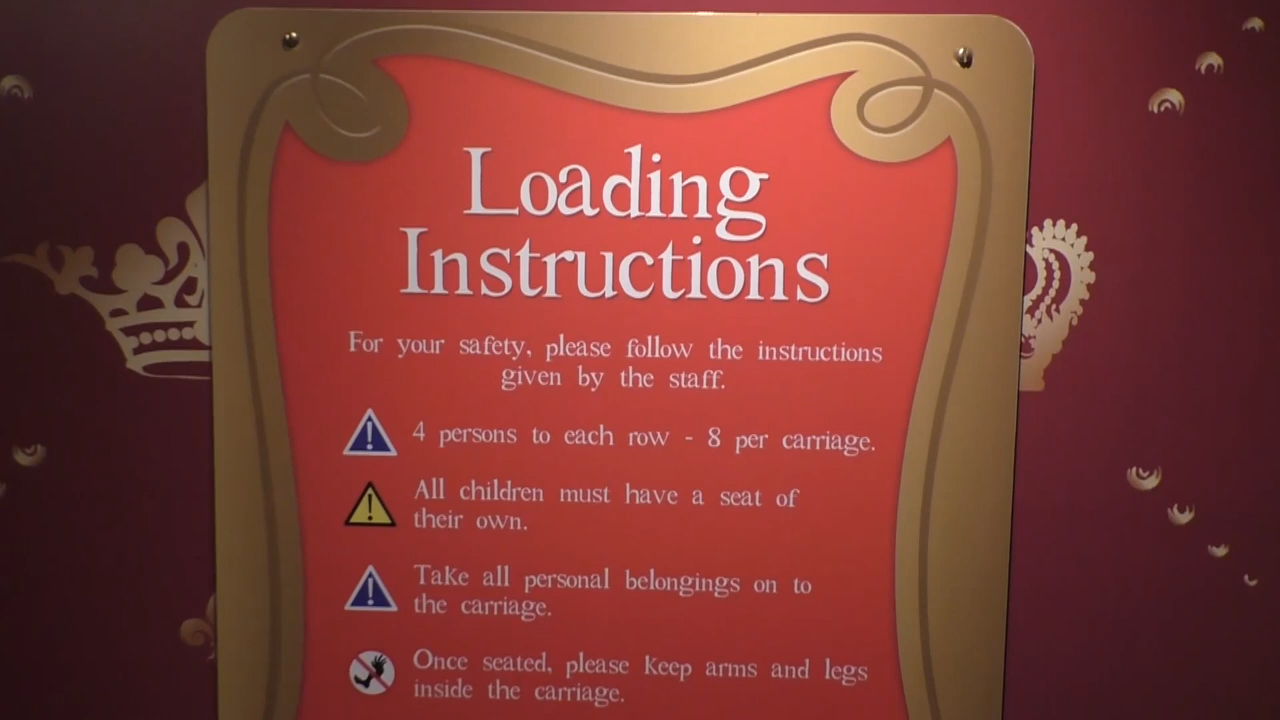 Loading
Instructions
For your safety, please follow the instructions
given by the staff.
4 persons to each row - 8 per carriage.
All children must have a seat of
their own.
Take all personal belongings on to
the carriage.
Once seated, please keep arms and legs
inside the carriage.